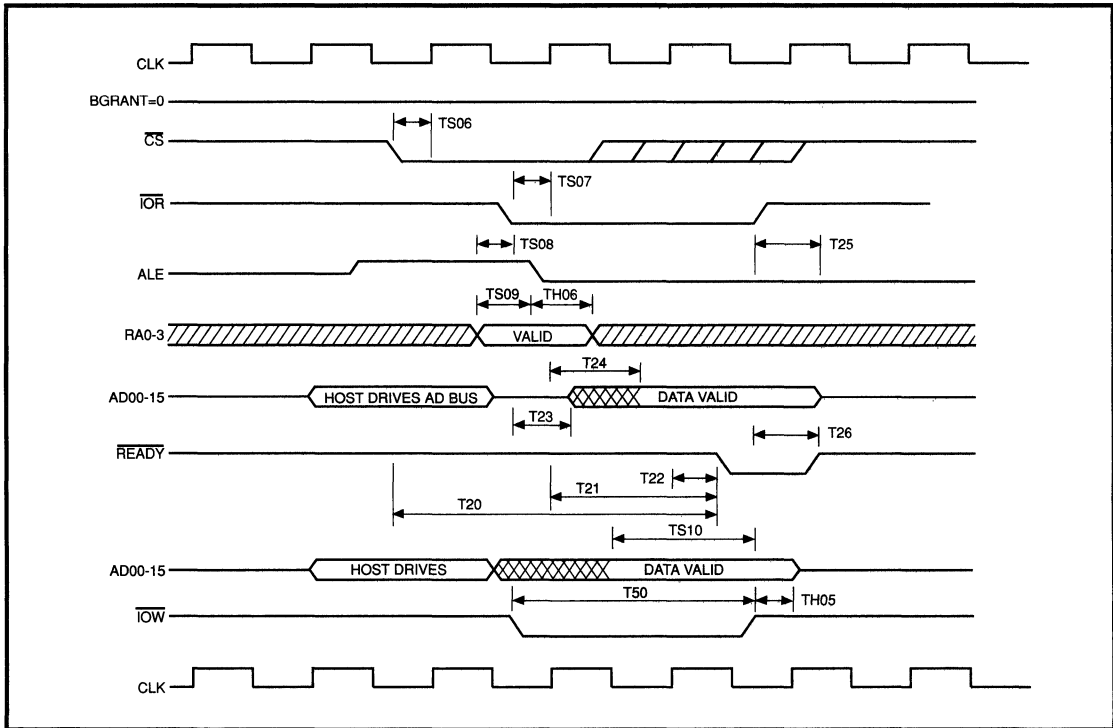 CLK
BGRANT=0
TS06
CS
TS07
IOR
TS08
T25
ALE
TS09 TH06
RA0-3 VALID
T24
AD00-15 HOST DRIVES AD BUS DATA VALID
T23
T26
READY
T22
T21
T20
TS10
AD00-15 HOST DRIVES DATA VALID
T50
TH05
IOW
CLK